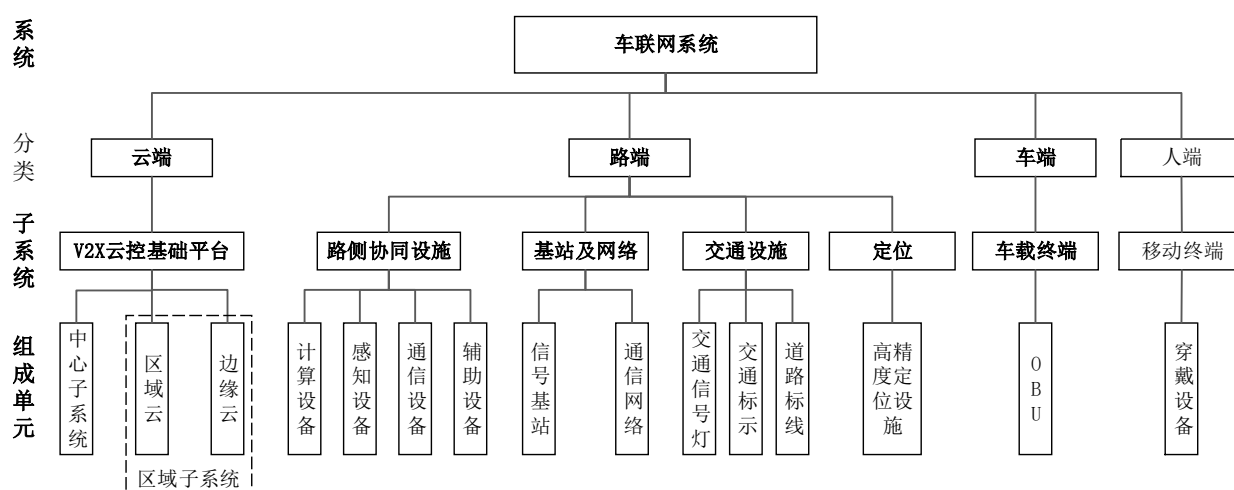 系统
车联网系统
分类
云端
路端
车端
人端
子系统
V2X云控基础平台
路侧协同设施
基站及网络
交通设施
定位
车载终端
移动终端
组成单元
中心子系统
区域云
边缘云
计算设备
感知设备
通信设备
辅助设备
信号基站
通信网络
交通信号灯
交通标示
道路标线
高精度定位设施
OBU
穿戴设备
区域子系统